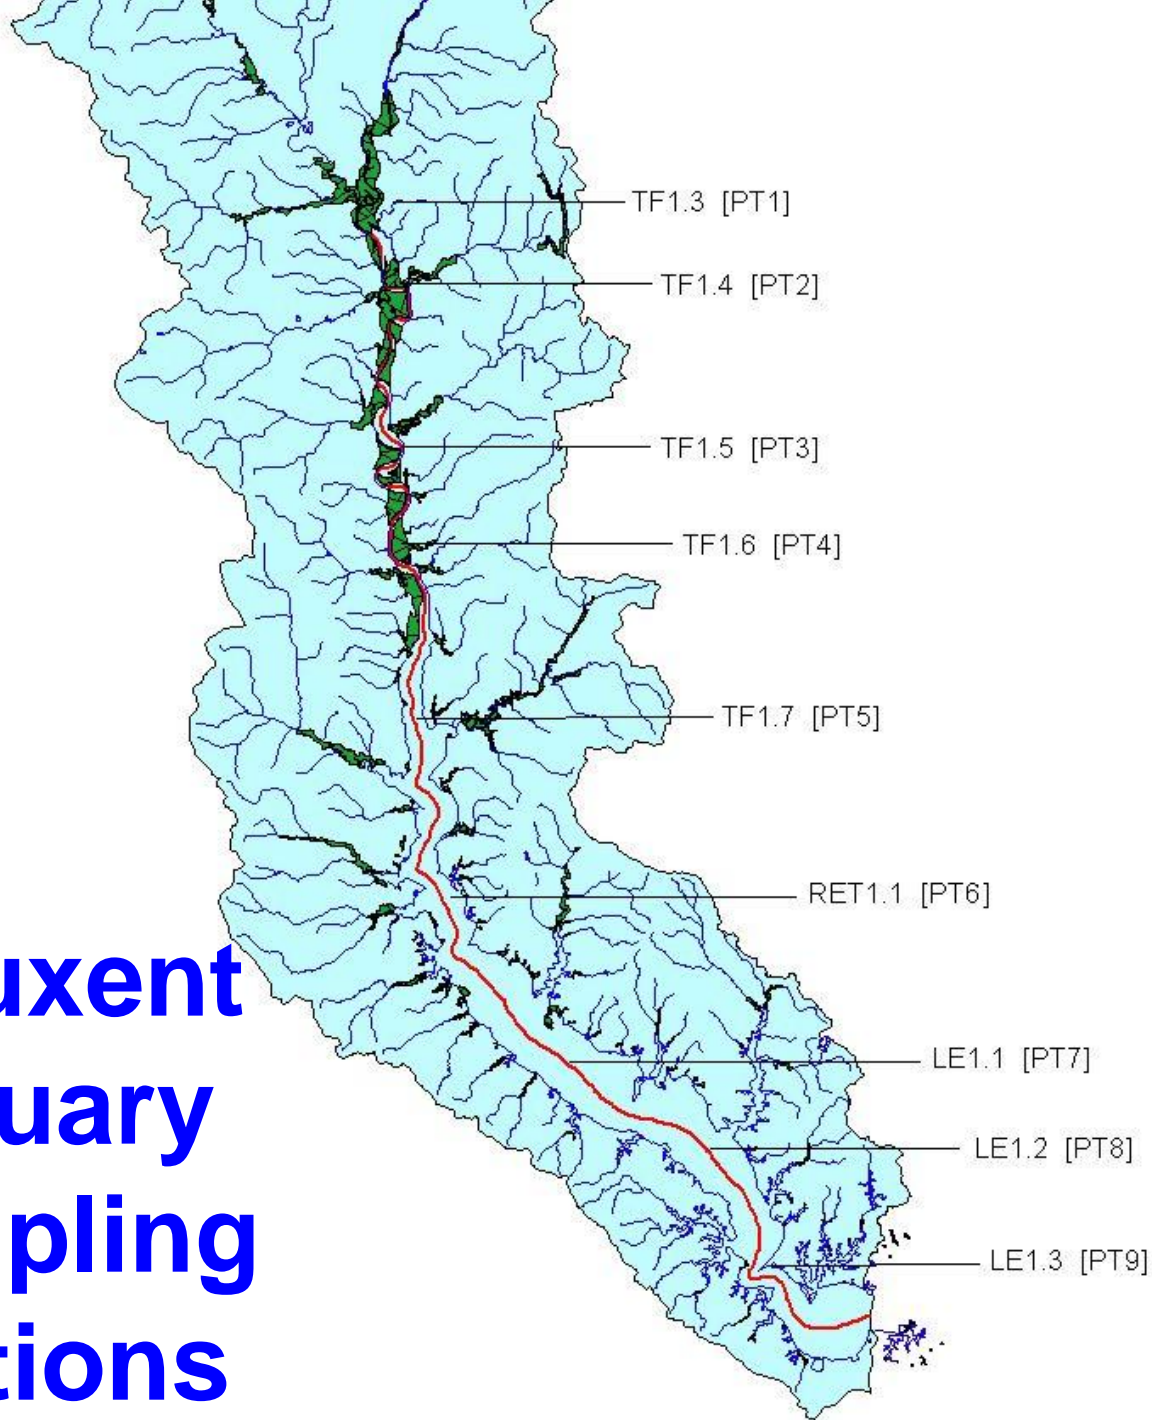 TF1.3 [PT1]
TF1.4 [PT2]
TF1.5 [PT3]
TF1.6 [PT4]
TF1.7 [PT5]
RET1.1 [PT6]
uxent
LE1.1 [PT7]
uary
LE1.2 [PT8]
pling
LE1.3 [PT9]
tions